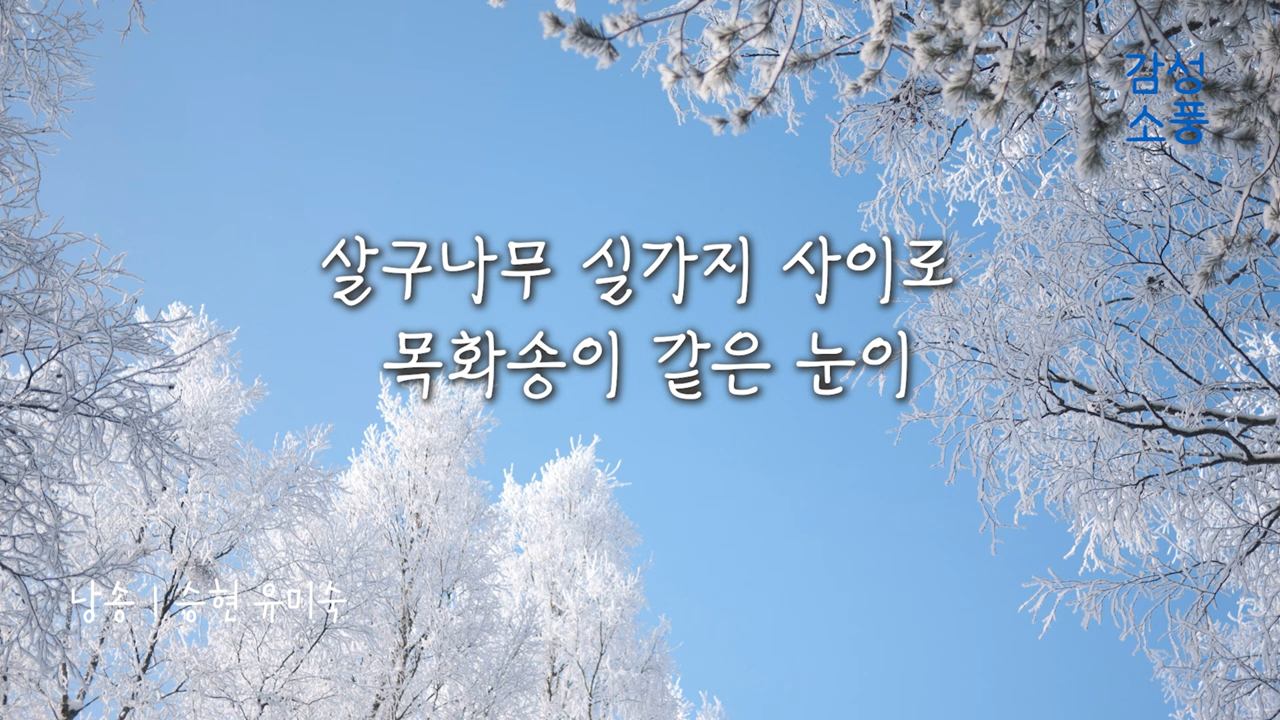 감성
소풍
살구나무 실가지 사이로
목화송이 같은 눈이
낭송 | 승현 유미숙